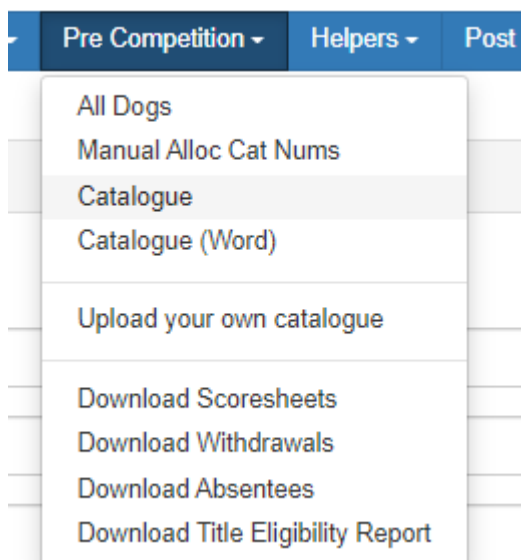 Pre Competition
Helpers
Post
All Dogs
Manual Alloc Cat Nums
Catalogue
Catalogue (Word)
Upload your own catalogue
Download Scoresheets
Download Withdrawals
Download Absentees
Download Title Eligibility Report